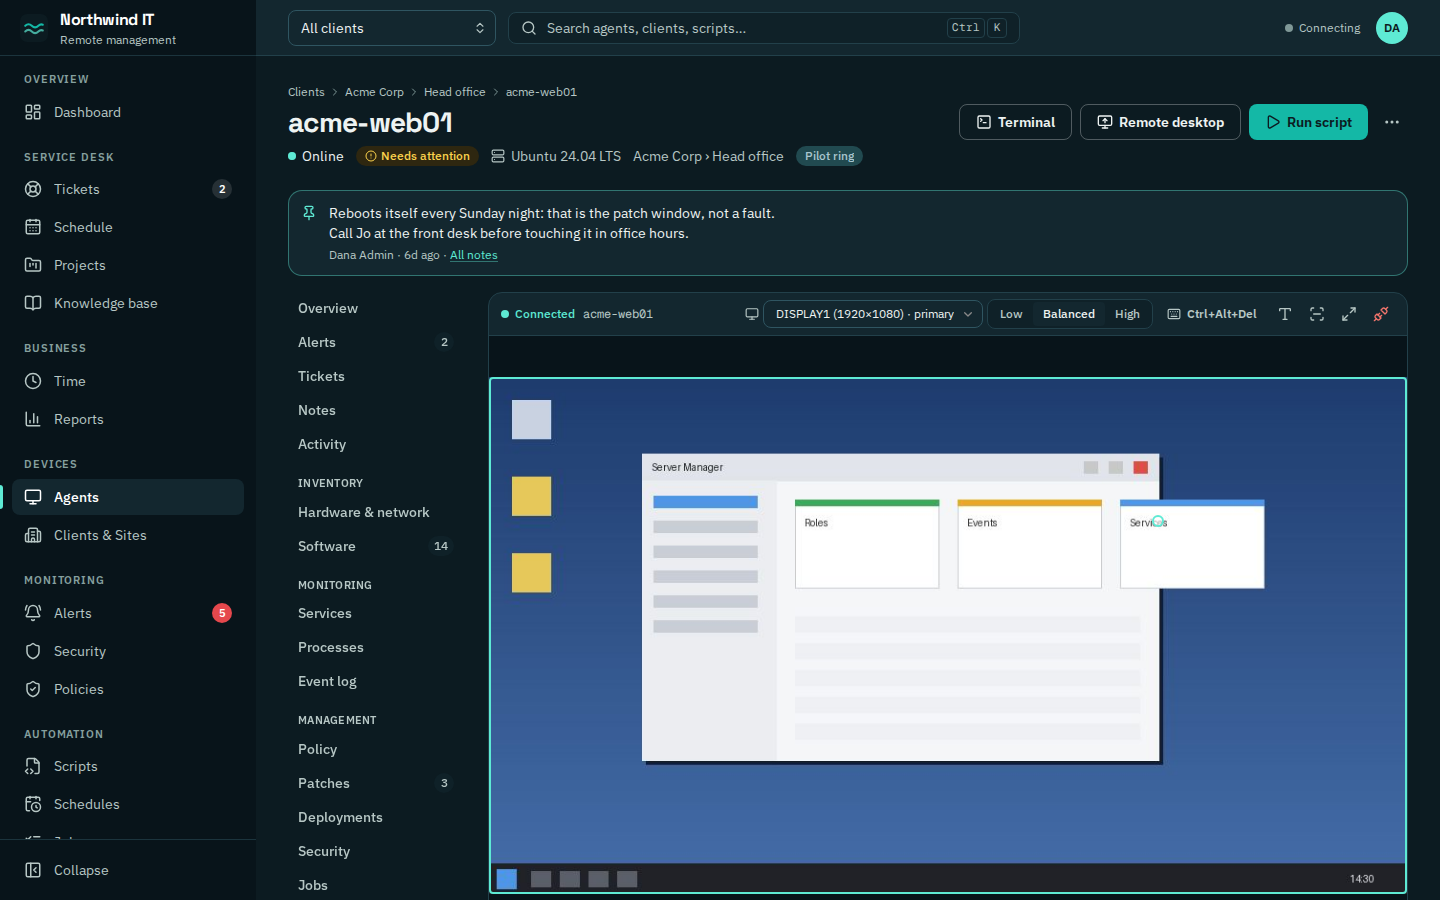 Northwind IT
Remote management
All clients
Search agents, clients, scripts...
Ctrl K
Connecting
DA
OVERVIEW
Dashboard
SERVICE DESK
Tickets 2
Schedule
Projects
Knowledge base
BUSINESS
Time
Reports
DEVICES
Agents
Clients & Sites
MONITORING
Alerts 5
Security
Policies
AUTOMATION
Scripts
Schedules
Collapse
Clients > Acme Corp > Head office > acme-web01
acme-web01
Terminal
Remote desktop
Run script
Online
Needs attention
Ubuntu 24.04 LTS
Acme Corp › Head office
Pilot ring
Reboots itself every Sunday night: that is the patch window, not a fault.
Call Jo at the front desk before touching it in office hours.
Dana Admin · 6d ago · All notes
Overview
Alerts 2
Tickets
Notes
Activity
INVENTORY
Hardware & network
Software 14
MONITORING
Services
Processes
Event log
MANAGEMENT
Policy
Patches 3
Deployments
Security
Jobs
Connected acme-web01
DISPLAY1 (1920×1080) · primary
Low Balanced High
Ctrl+Alt+Del
Server Manager
Roles
Events
Services
14:30